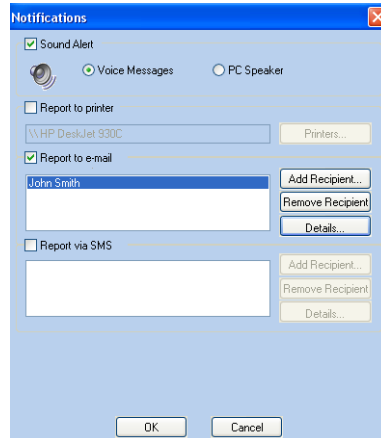 Notifications
Sound Alert
Voice Messages PC Speaker
Report to printer
\\ HP DeskJet 930C Printers...
Report to e-mail
John Smith
Add Recipient...
Remove Recipient
Details...
Report via SMS
Add Recipient...
Remove Recipient
Details...
OK Cancel